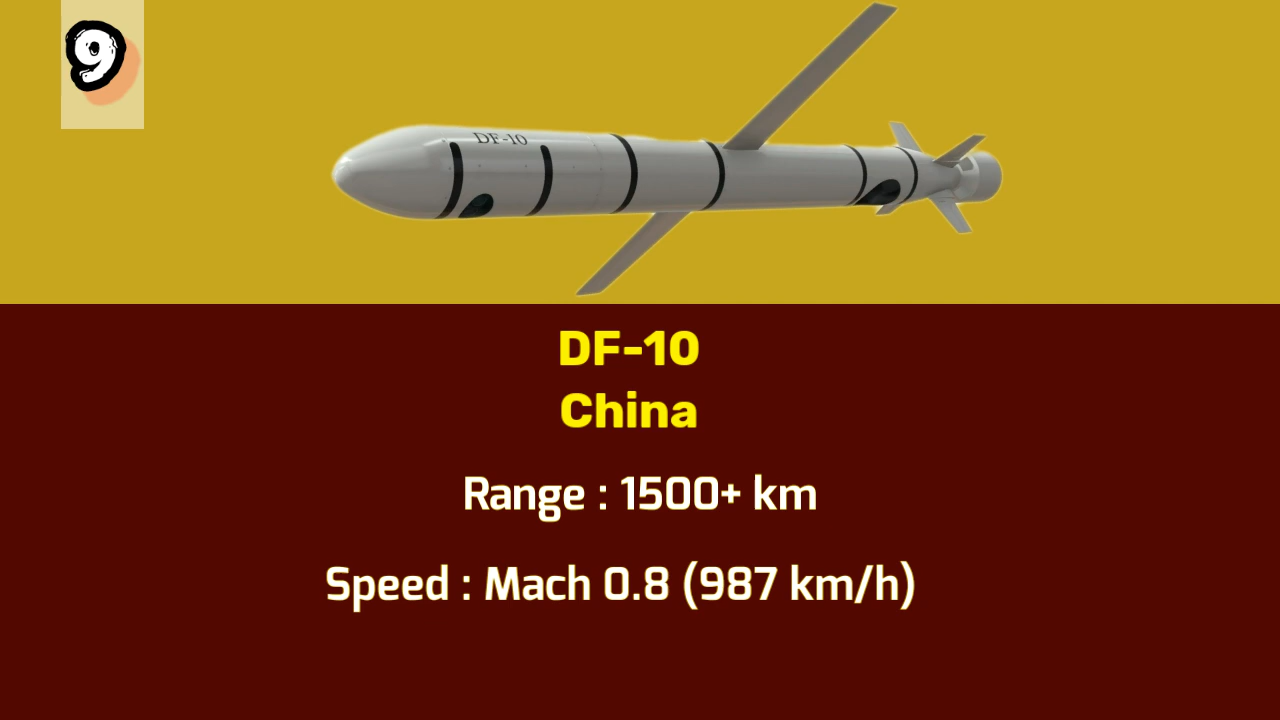 9
DF-10
DF-10
China
Range : 1500+ km
Speed : Mach 0.8 (987 km/h)